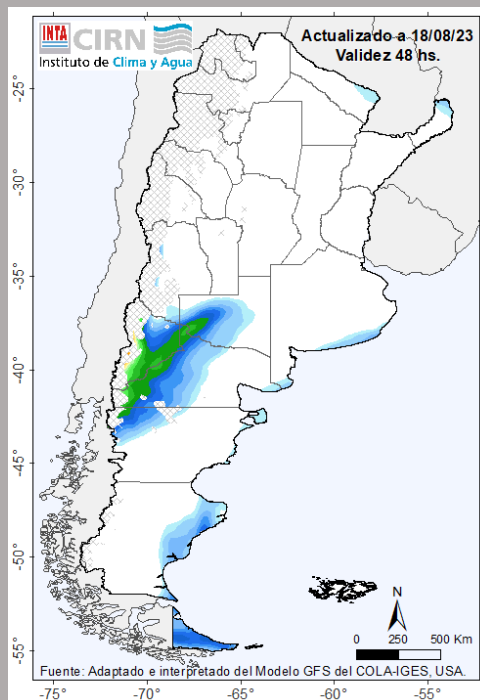 INTA CIRN
Instituto de Clima y Agua
Actualizado a 18/08/23
Validez 48 hs.
-25°
-30°
-35°
-40°
-45°
-50°
-55°
N
0 250 500 Km
Fuente: Adaptado e interpretado del Modelo GFS del COLA-IGES, USA.
-75° -70° -65° -60° -55°